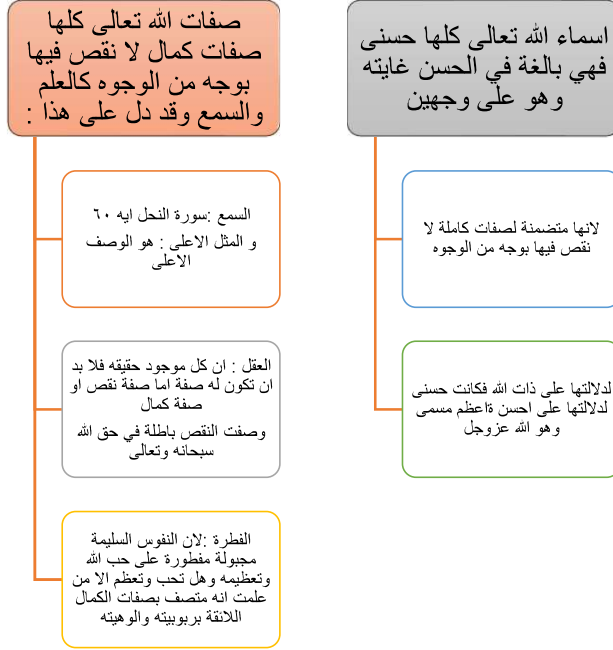 اسماء الله تعالى كلها حسنى
فهي بالغة في الحسن غايته
وهو على وجهين
لانها متضمنة لصفات كاملة لا
نقص فيها بوجه من الوجوه
لدلالتها على ذات الله فكانت حسنى
لدلالتها على احسن ةاعظم مسمى
وهو الله عزوجل
صفات الله تعالى كلها
صفات كمال لا نقص فيها
بوجه من الوجوه كالعلم
والسمع وقد دل على هذا :
السمع :سورة النحل ايه ٦٠
و المثل الاعلى : هو الوصف
الاعلى
العقل : ان كل موجود حقيقه فلا بد
ان تكون له صفة اما صفة نقص او
صفة كمال
وصفت النقص باطلة في حق الله
سبحانه وتعالى
الفطرة :لان النفوس السليمة
مجبولة مفطورة على حب الله
وتعظيمه وهل تحب وتعظم الا من
علمت انه متصف بصفات الكمال
اللائقة بربوبيته والوهيته